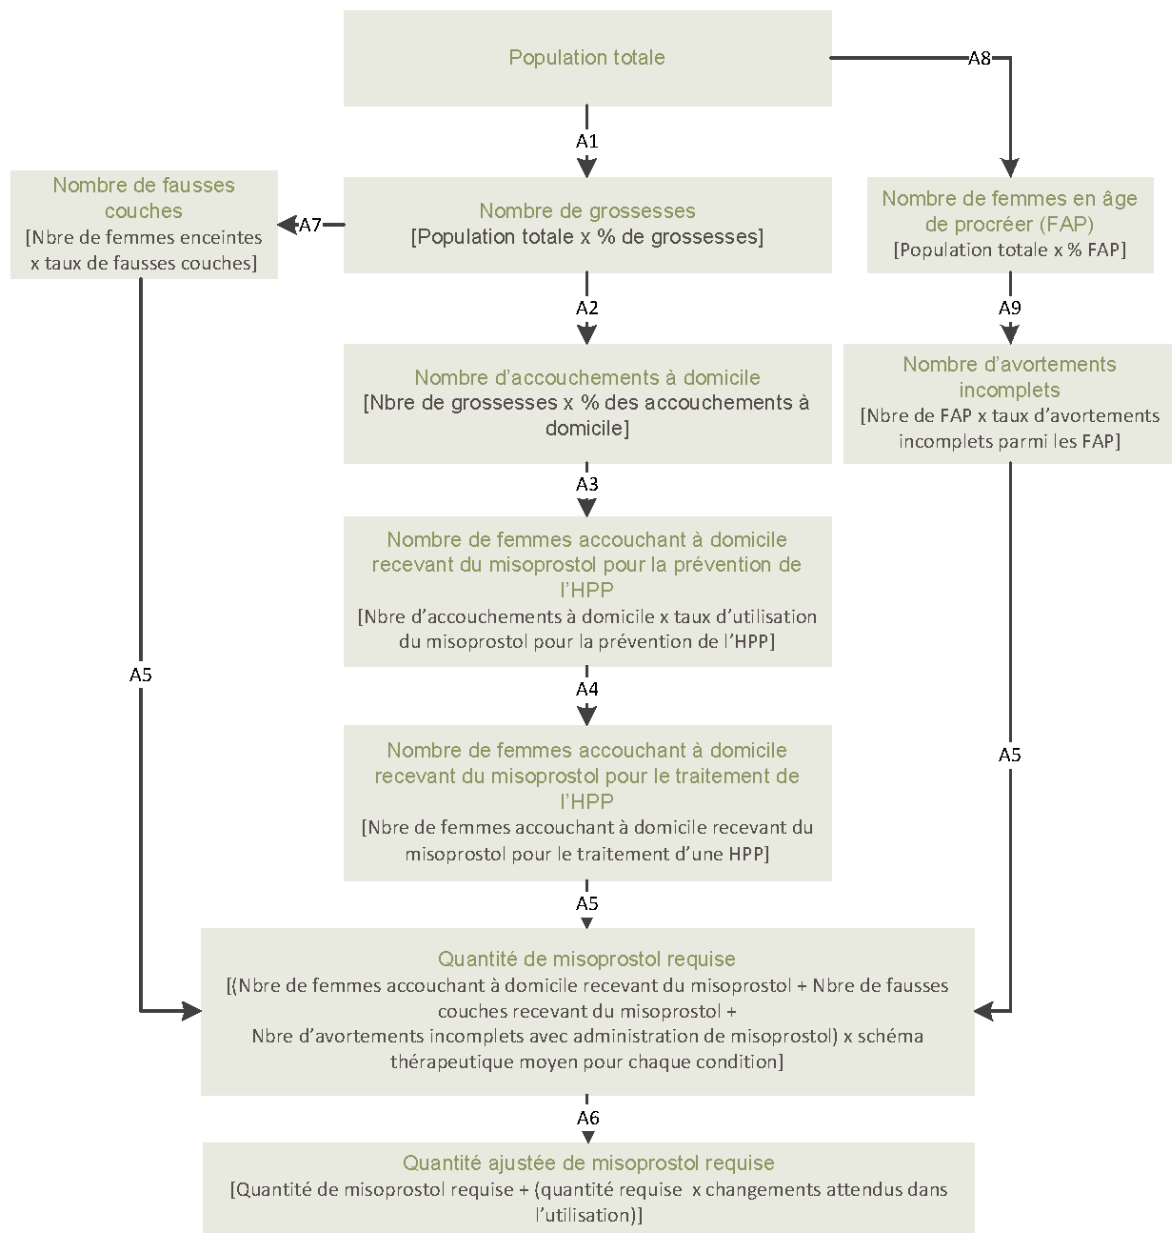 Population totale
A8
A1
Nombre de fausses
couches
[Nbre de femmes enceintes
x taux de fausses couches]
A7
Nombre de grossesses
[Population totale x % de grossesses]
Nombre de femmes en âge
de procréer (FAP)
[Population totale x % FAP]
A2
A9
Nombre d'accouchements à domicile
[Nbre de grossesses x % des accouchements à
domicile]
Nombre d'avortements
incomplets
[Nbre de FAP x taux d'avortements
incomplets parmi les FAP]
A3
Nombre de femmes accouchant à domicile
recevant du misoprostol pour la prévention de
l'HPP
[Nbre d'accouchements à domicile x taux d'utilisation
du misoprostol pour la prévention de l'HPP]
A5
A4
Nombre de femmes accouchant à domicile
recevant du misoprostol pour le traitement de
l'HPP
[Nbre de femmes accouchant à domicile recevant du
misoprostol pour le traitement d'une HPP]
A5
A5
Quantité de misoprostol requise
[(Nbre de femmes accouchant à domicile recevant du misoprostol + Nbre de fausses
couches recevant du misoprostol +
Nbre d'avortements incomplets avec administration de misoprostol) x schéma
thérapeutique moyen pour chaque condition]
A6
Quantité ajustée de misoprostol requise
[Quantité de misoprostol requise + (quantité requise x changements attendus dans
l'utilisation)]